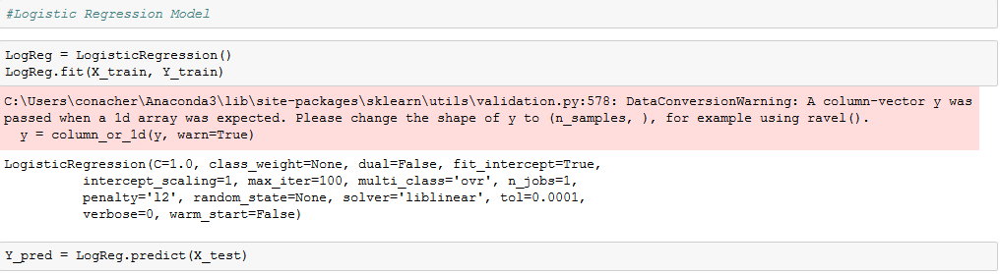 #Logistic Regression Model
LogReg = LogisticRegression()
LogReg.fit(X_train, Y_train)
C:\Users\conacher\Anaconda3\lib\site-packages\sklearn\utils\validation.py:578: DataConversionWarning: A column-vector y was
passed when a 1d array was expected. Please change the shape of y to (n_samples, ), for example using ravel().
  y = column_or_1d(y, warn=True)
LogisticRegression(C=1.0, class_weight=None, dual=False, fit_intercept=True,
          intercept_scaling=1, max_iter=100, multi_class='ovr', n_jobs=1,
          penalty='l2', random_state=None, solver='liblinear', tol=0.0001,
          verbose=0, warm_start=False)
Y_pred = LogReg.predict(X_test)